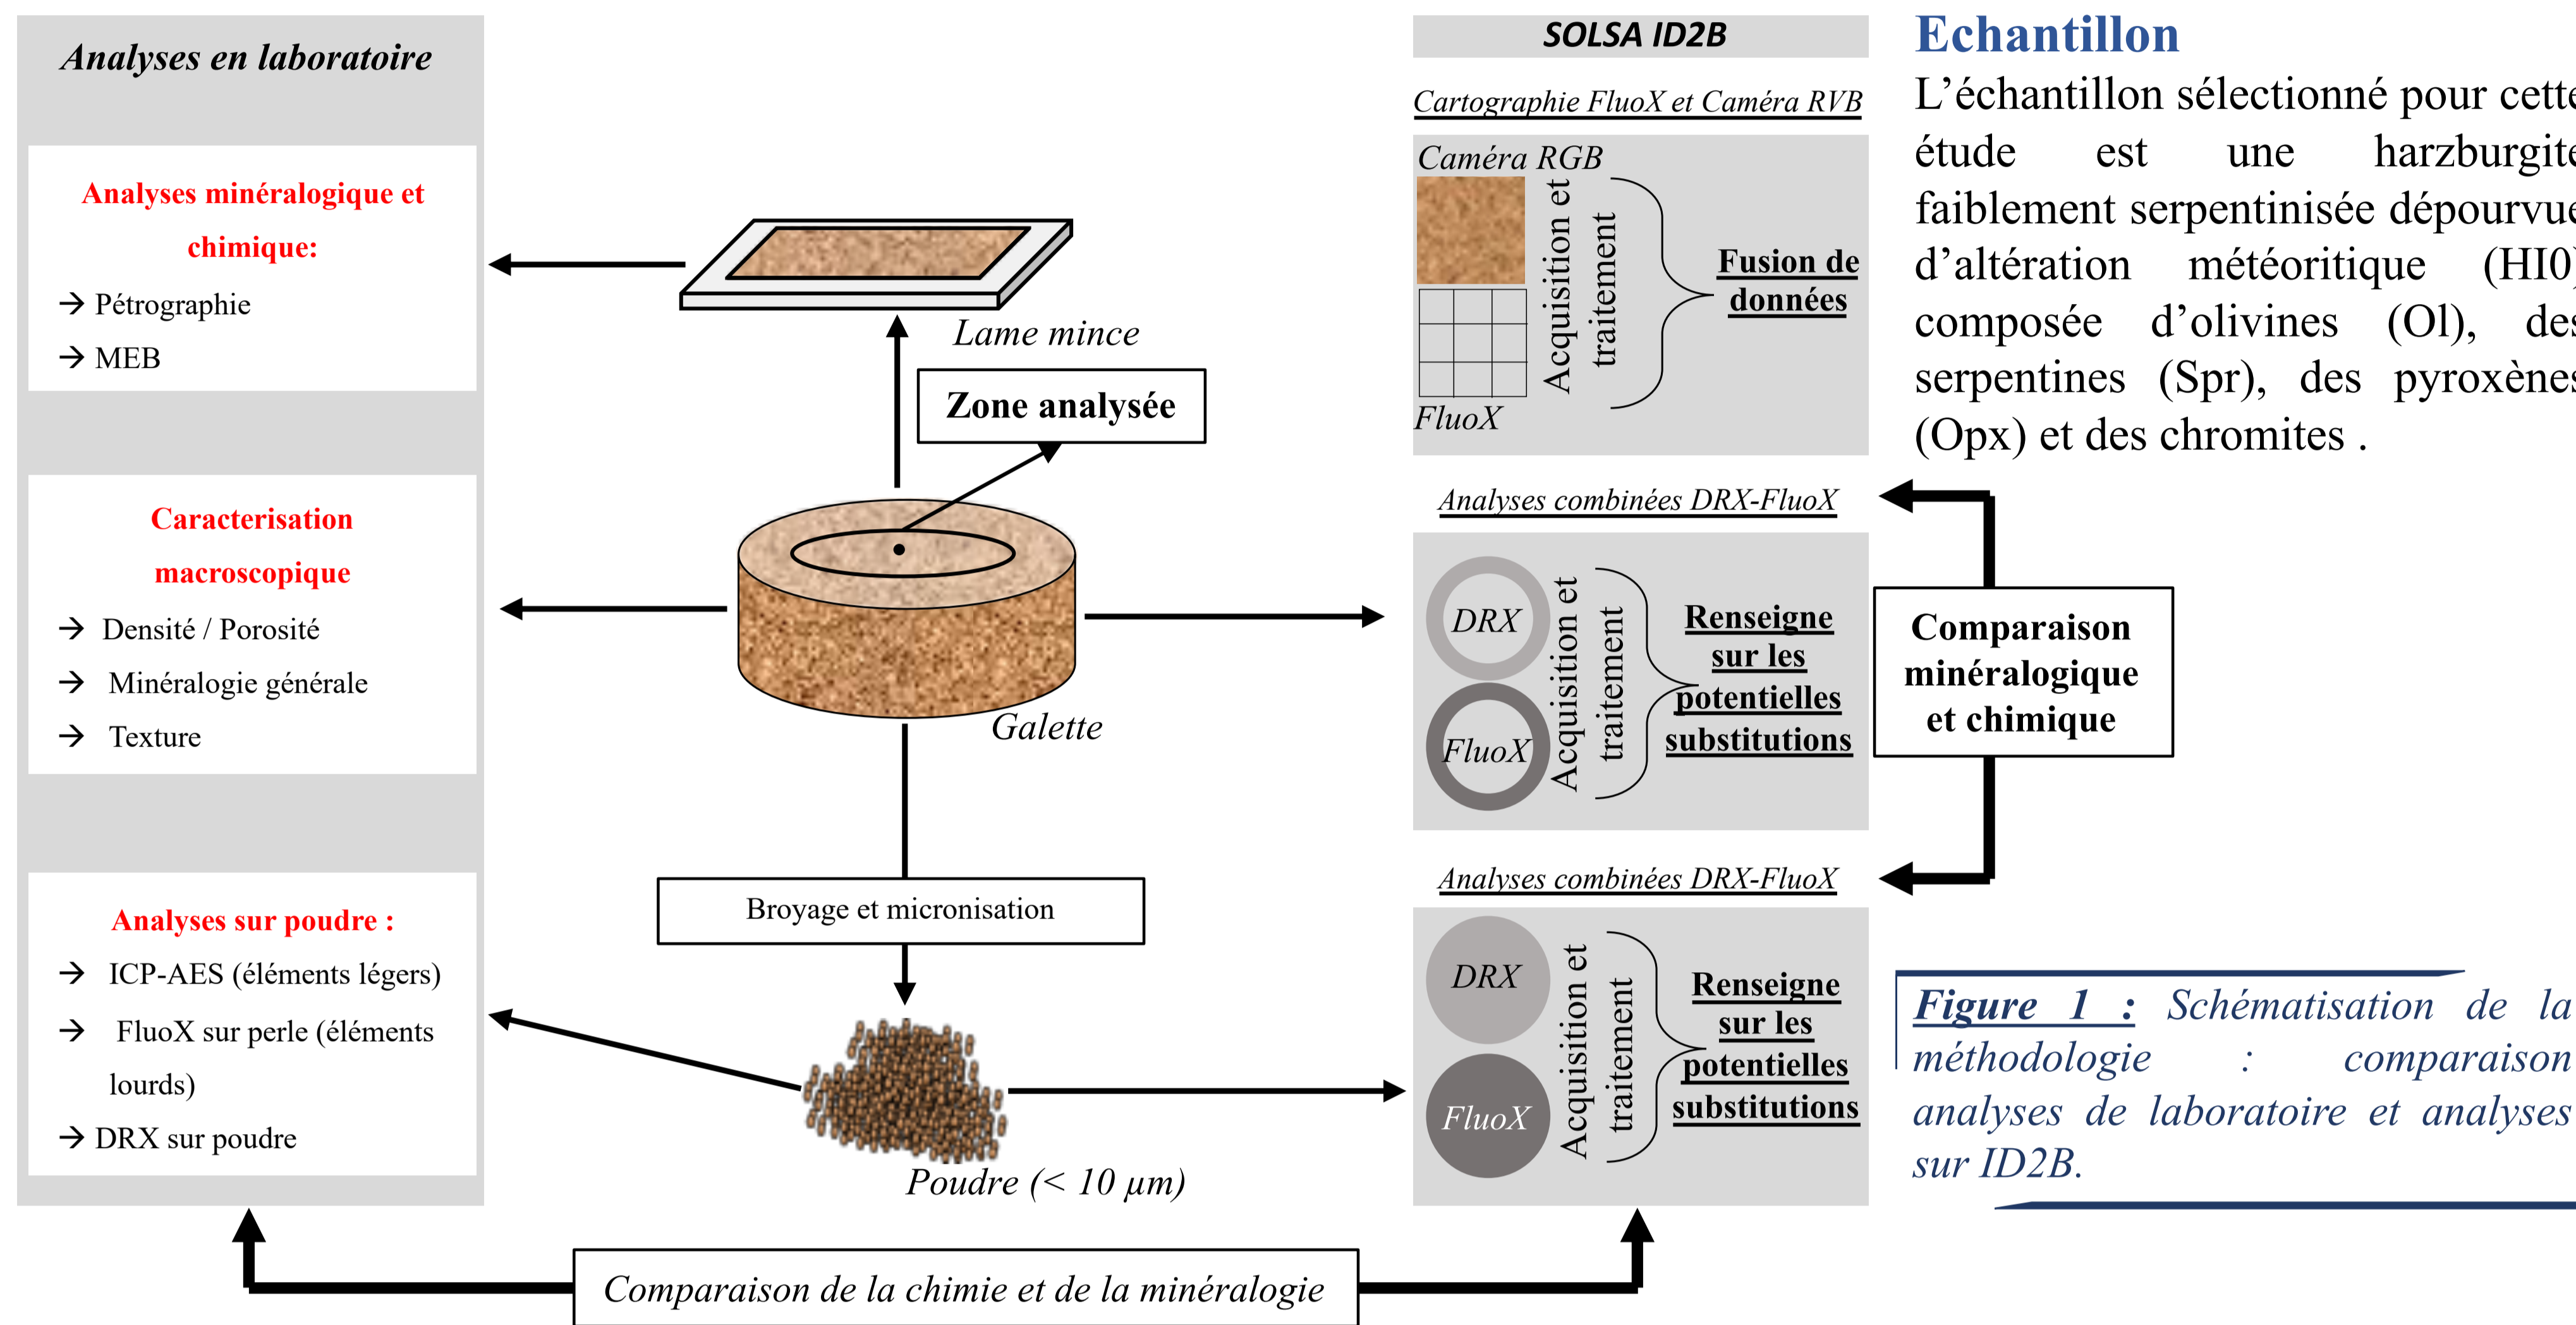 Analyses en laboratoire
Analyses minéralogique et
chimique:
→ Pétrographie
→ MEB
Caracterisation
macroscopique
→ Densité / Porosité
→ Minéralogie générale
→ Texture
Analyses sur poudre :
→ ICP-AES (éléments légers)
→ FluoX sur perle (éléments
lourds)
→ DRX sur poudre
Lame mince
Zone analysée
Galette
Broyage et micronisation
Poudre (< 10 µm)
Comparaison de la chimie et de la minéralogie
SOLSA ID2B
Cartographie FluoX et Caméra RVB
Caméra RGB
FluoX
Acquisition et
traitement
Fusion de
données
Analyses combinées DRX-FluoX
DRX
FluoX
Acquisition et
traitement
Renseigne
sur les
potentielles
substitutions
Analyses combinées DRX-FluoX
DRX
FluoX
Acquisition et
traitement
Renseigne
sur les
potentielles
substitutions
Comparaison
minéralogique
et chimique
Echantillon
L’échantillon sélectionné pour cette
étude est une harzburgite
faiblement serpentinisée dépourvue
d’altération météoritique (HI0)
composée d’olivines (Ol), des
serpentines (Spr), des pyroxènes
(Opx) et des chromites .
Figure 1 : Schématisation de la
méthodologie : comparaison
analyses de laboratoire et analyses
sur ID2B.